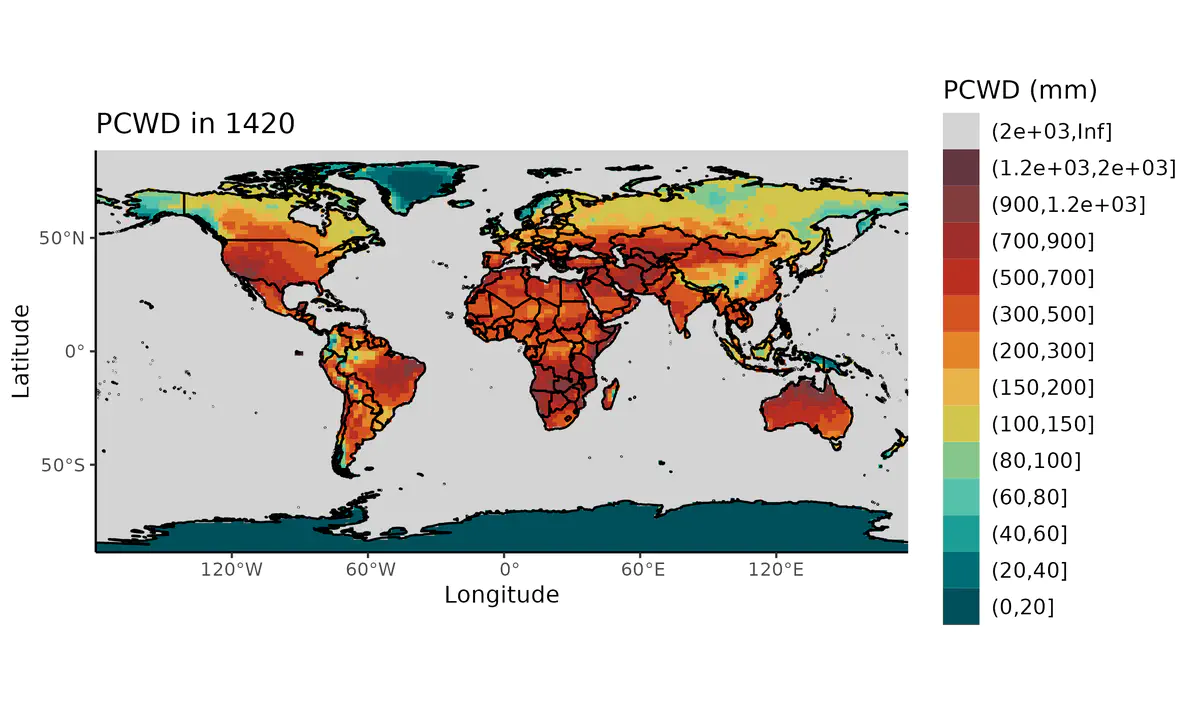 PCWD in 1420
Latitude
50°N
0°
50°S
120°W
60°W
0°
60°E
120°E
Longitude
PCWD (mm)
(2e+03,Inf]
(1.2e+03,2e+03]
(900,1.2e+03]
(700,900]
(500,700]
(300,500]
(200,300]
(150,200]
(100,150]
(80,100]
(60,80]
(40,60]
(20,40]
(0,20]